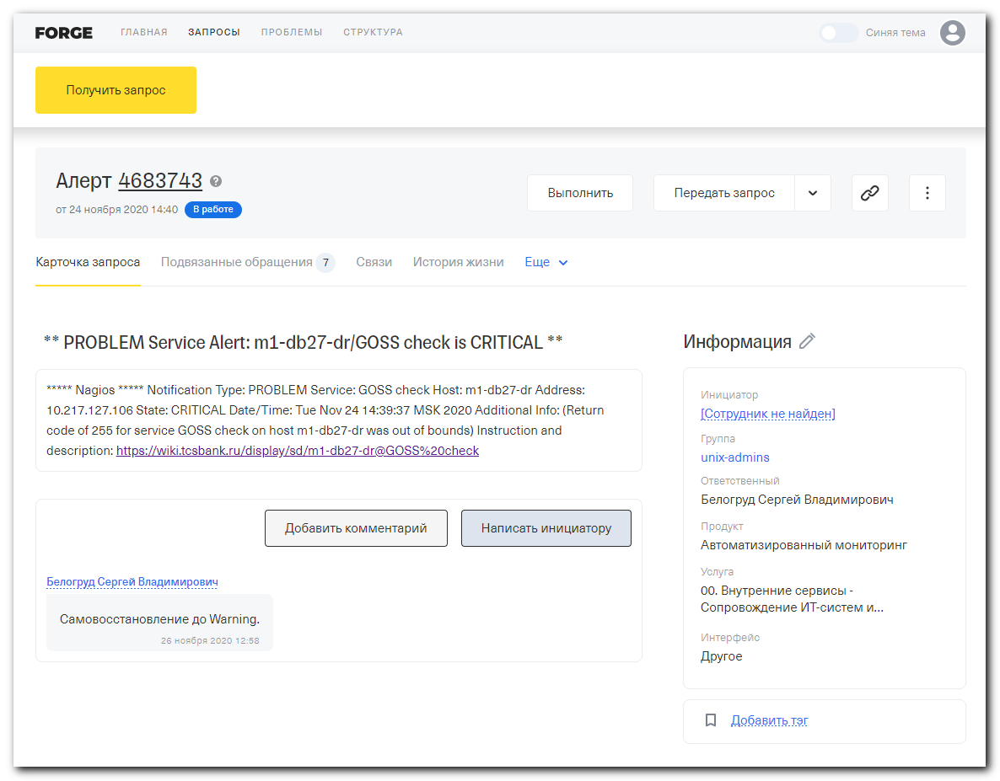 FORGE ГЛАВНАЯ ЗАПРОСЫ ПРОБЛЕМЫ СТРУКТУРА Синяя тема
Получить запрос
Алерт 4683743 ?
от 24 ноября 2020 14:40 В работе
Выполнить Передать запрос
Карточка запроса Подвязанные обращения 7 Связи История жизни Еще
** PROBLEM Service Alert: m1-db27-dr/GOSS check is CRITICAL **
***** Nagios ***** Notification Type: PROBLEM Service: GOSS check Host: m1-db27-dr Address:
10.217.127.106 State: CRITICAL Date/Time: Tue Nov 24 14:39:37 MSK 2020 Additional Info: (Return
code of 255 for service GOSS check on host m1-db27-dr was out of bounds) Instruction and
description: https://wiki.tcsbank.ru/display/sd/m1-db27-dr@GOSS%20check
Добавить комментарий Написать инициатору
Белогруд Сергей Владимирович
Самовосстановление до Warning.
26 ноября 2020 12:58
Информация
Инициатор
[Сотрудник не найден]
Группа
unix-admins
Ответственный
Белогруд Сергей Владимирович
Продукт
Автоматизированный мониторинг
Услуга
00. Внутренние сервисы -
Сопровождение ИТ-систем и...
Интерфейс
Другое
Добавить тэг